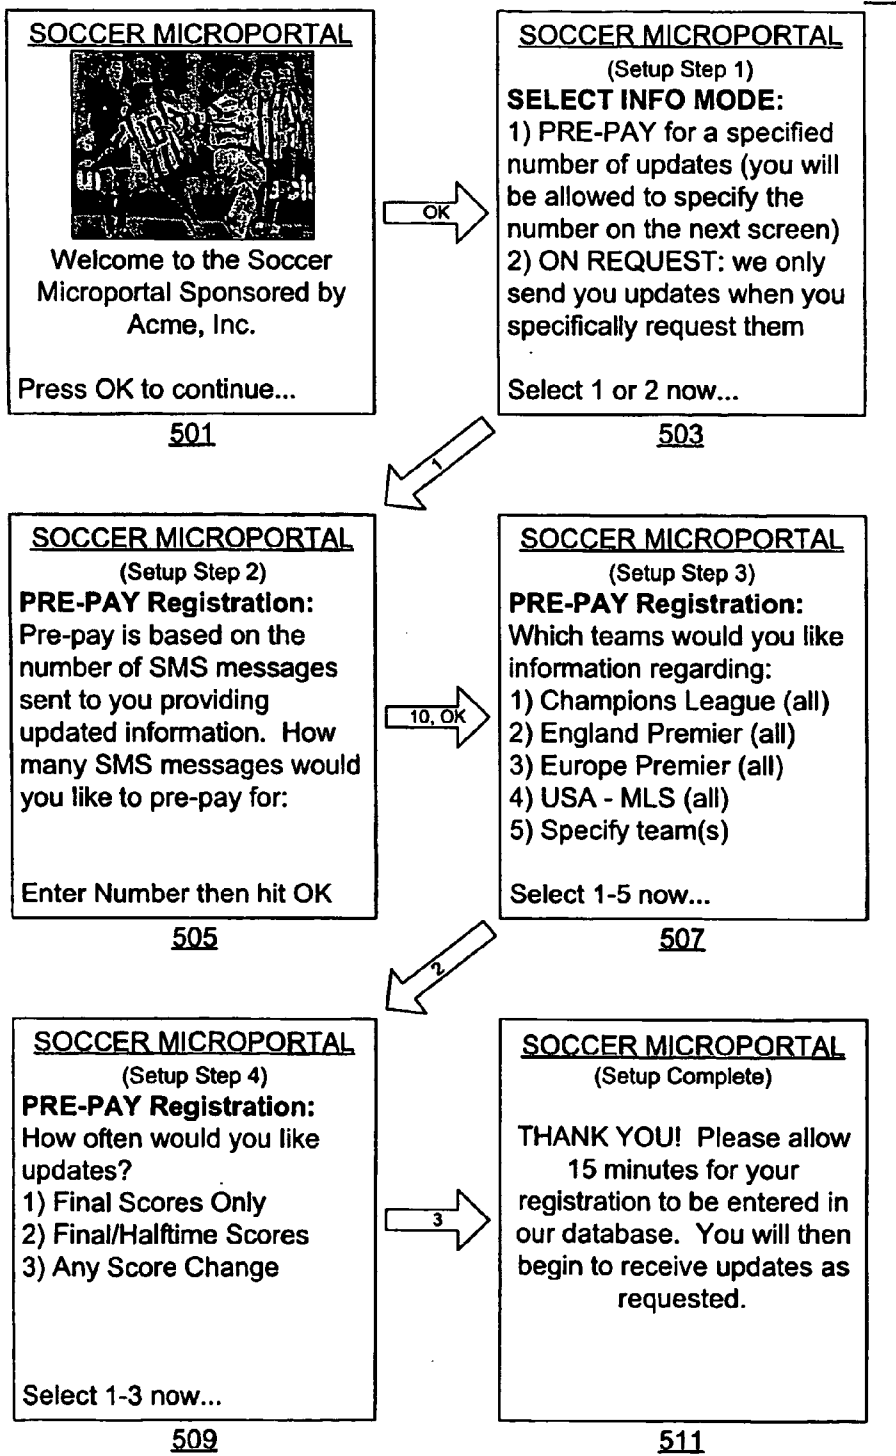 SOCCER MICROPORTAL
Welcome to the Soccer
Microportal Sponsored by
Acme, Inc.
Press OK to continue...
501
OK
SOCCER MICROPORTAL
(Setup Step 1)
SELECT INFO MODE:
1) PRE-PAY for a specified
number of updates (you will
be allowed to specify the
number on the next screen)
2) ON REQUEST: we only
send you updates when you
specifically request them
Select 1 or 2 now...
503
1
SOCCER MICROPORTAL
(Setup Step 2)
PRE-PAY Registration:
Pre-pay is based on the
number of SMS messages
sent to you providing
updated information. How
many SMS messages would
you like to pre-pay for:
Enter Number then hit OK
505
10, OK
SOCCER MICROPORTAL
(Setup Step 3)
PRE-PAY Registration:
Which teams would you like
information regarding:
1) Champions League (all)
2) England Premier (all)
3) Europe Premier (all)
4) USA - MLS (all)
5) Specify team(s)
Select 1-5 now...
507
2
SOCCER MICROPORTAL
(Setup Step 4)
PRE-PAY Registration:
How often would you like
updates?
1) Final Scores Only
2) Final/Halftime Scores
3) Any Score Change
Select 1-3 now...
509
3
SOCCER MICROPORTAL
(Setup Complete)
THANK YOU! Please allow
15 minutes for your
registration to be entered in
our database. You will then
begin to receive updates as
requested.
511